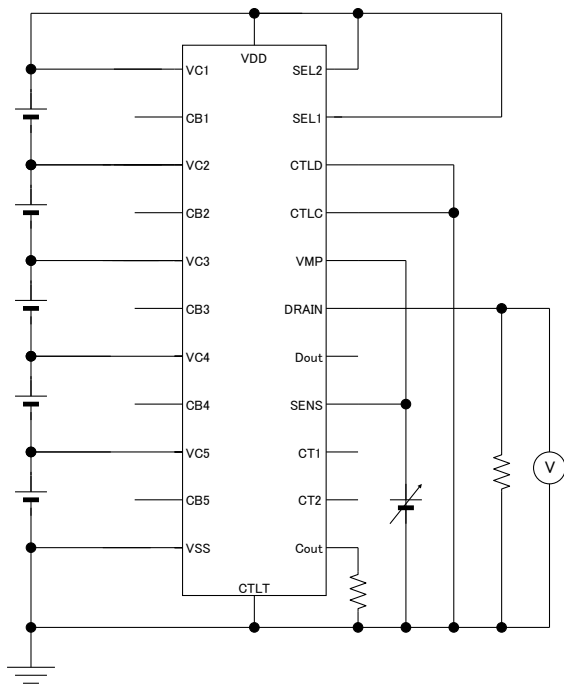 VDD
VC1 SEL2
CB1 SEL1
VC2 CTLD
CB2 CTLC
VC3 VMP
CB3 DRAIN
VC4 Dout
CB4 SENS
VC5 CT1
CB5 CT2
VSS Cout
CTLT
V